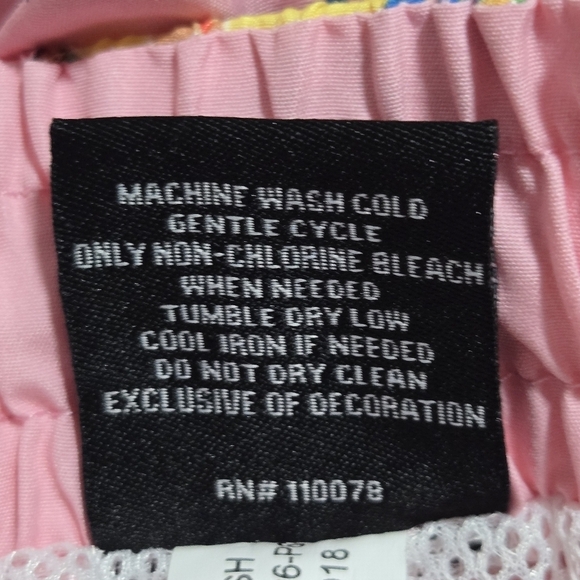 MACHINE WASH COLD
GENTLE CYCLE
ONLY NON-CHLORINE BLEACH
WHEN NEEDED
TUMBLE DRY LOW
COOL IRON IF NEEDED
DO NOT DRY CLEAN
EXCLUSIVE OF DECORATION
RN# 110078